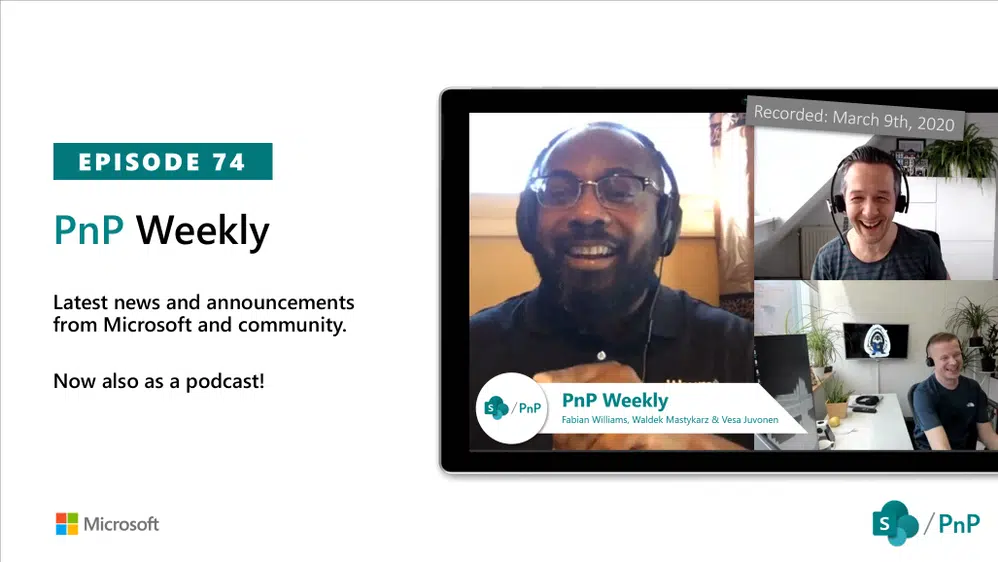 EPISODE 74
PnP Weekly
Latest news and announcements
from Microsoft and community.
Now also as a podcast!
Microsoft
Recorded: March 9th, 2020
S / PnP
PnP Weekly
Fabian Williams, Waldek Mastykarz & Vesa Juvonen
S / PnP